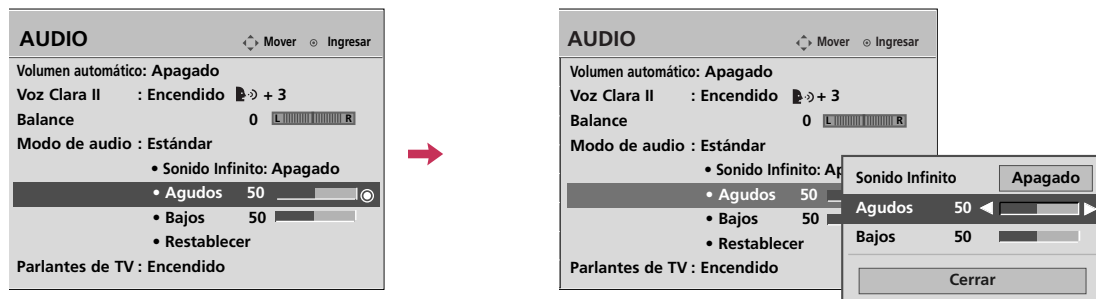 AUDIO Mover Ingresar
Volumen automático: Apagado
Voz Clara II : Encendido + 3
Balance 0 L R
Modo de audio : Estándar
• Sonido Infinito: Apagado
• Agudos 50
• Bajos 50
• Restablecer
Parlantes de TV : Encendido
AUDIO Mover Ingresar
Volumen automático: Apagado
Voz Clara II : Encendido + 3
Balance 0 L R
Modo de audio : Estándar
• Sonido Infinito: Ap
• Agudos 50
• Bajos 50
• Restablecer
Parlantes de TV : Encendido
Sonido Infinito Apagado
Agudos 50
Bajos 50
Cerrar